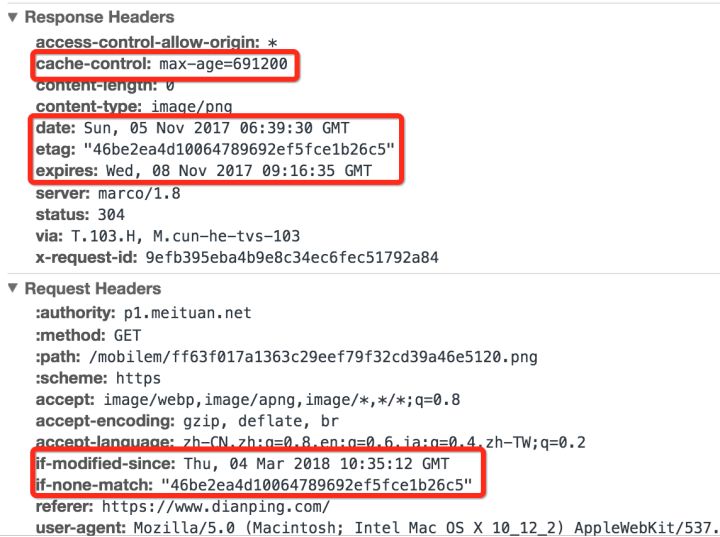 Response Headers
access-control-allow-origin: *
cache-control: max-age=691200
content-length: 0
content-type: image/png
date: Sun, 05 Nov 2017 06:39:30 GMT
etag: "46be2ea4d10064789692ef5fce1b26c5"
expires: Wed, 08 Nov 2017 09:16:35 GMT
server: marco/1.8
status: 304
via: T.103.H, M.cun-he-tvs-103
x-request-id: 9efb395eba4b9e8c34ec6fec51792a84
Request Headers
:authority: p1.meituan.net
:method: GET
:path: /mobilem/ff63f017a1363c29eef79f32cd39a46e5120.png
:scheme: https
accept: image/webp,image/apng,image/*,*/*;q=0.8
accept-encoding: gzip, deflate, br
accept-language: zh-CN,zh;q=0.8,en;q=0.6,ja;q=0.4,zh-TW;q=0.2
if-modified-since: Thu, 04 Mar 2018 10:35:12 GMT
if-none-match: "46be2ea4d10064789692ef5fce1b26c5"
referer: https://www.dianping.com/
user-agent: Mozilla/5.0 (Macintosh; Intel Mac OS X 10_12_2) AppleWebKit/537.